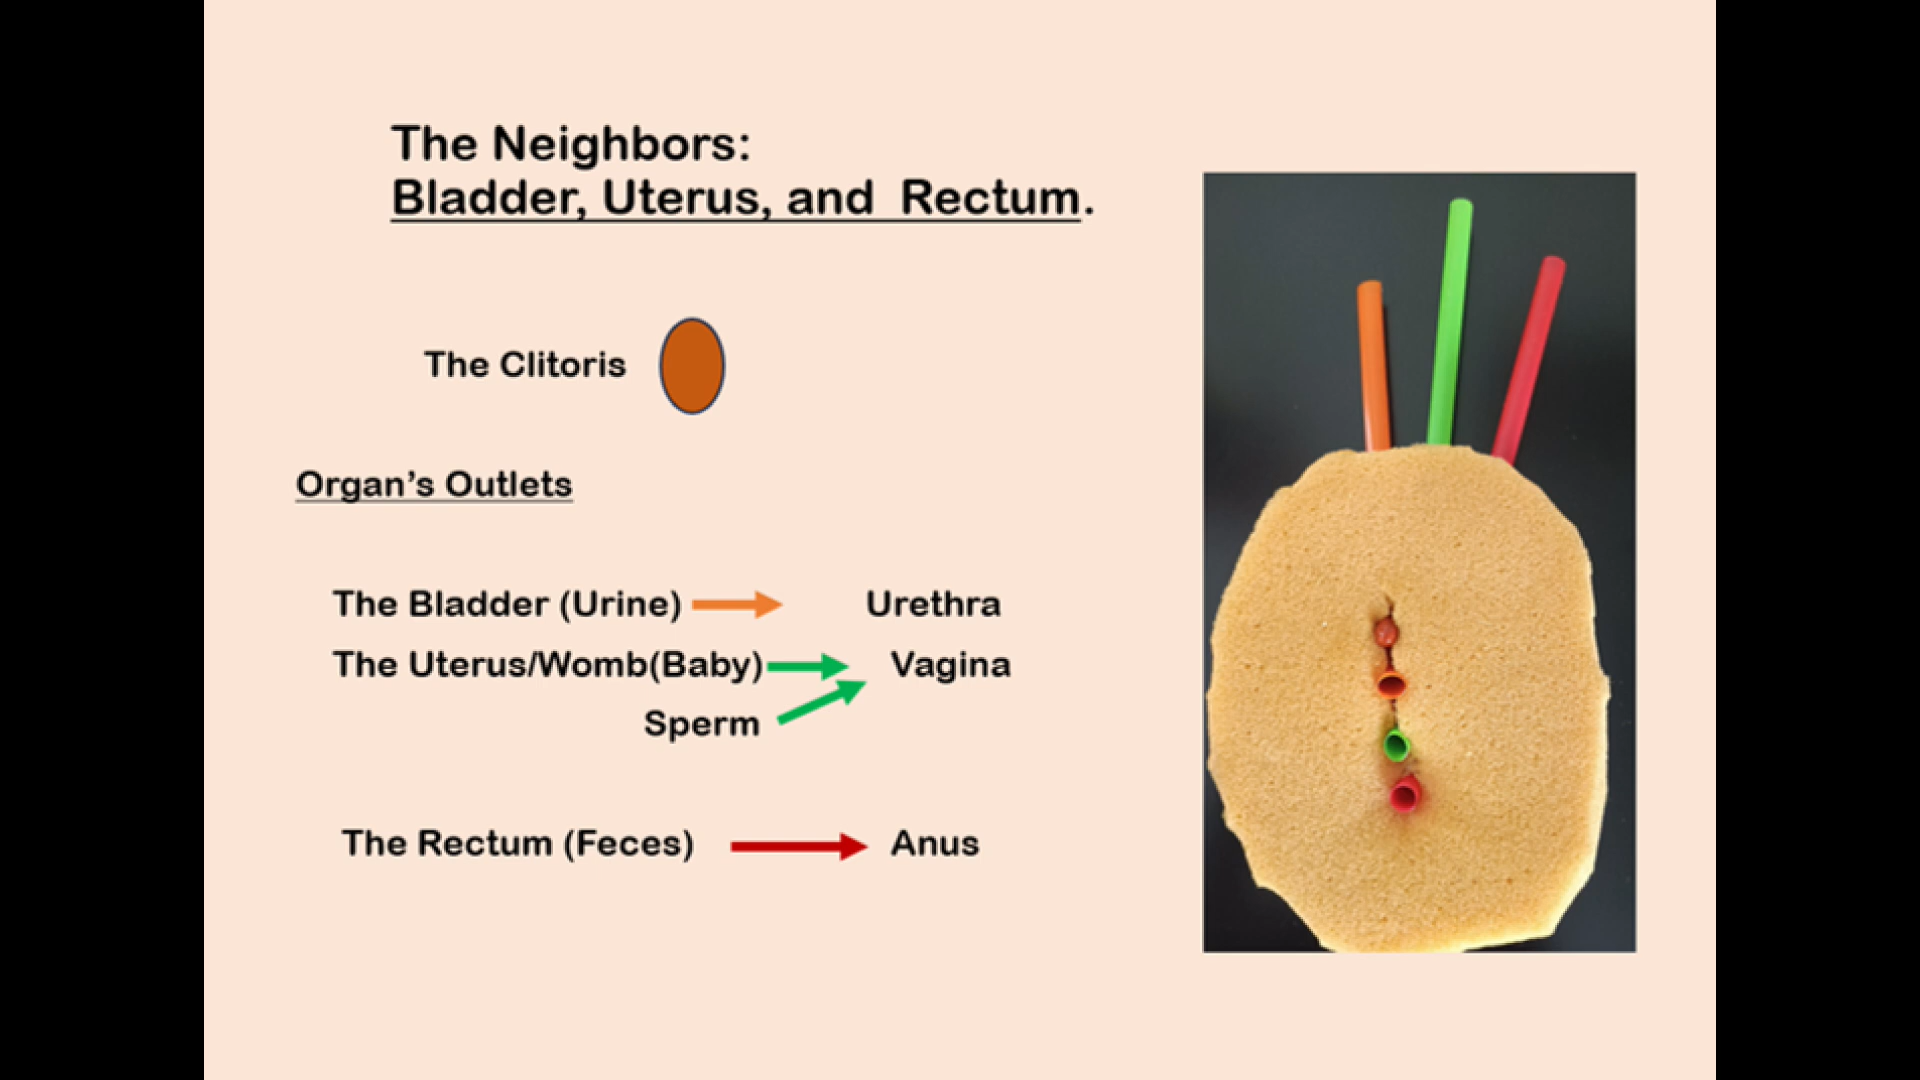 The Neighbors:
Bladder, Uterus, and Rectum.
The Clitoris
Organ's Outlets
The Bladder (Urine) Urethra
The Uterus/Womb(Baby) Vagina
Sperm
The Rectum (Feces) Anus